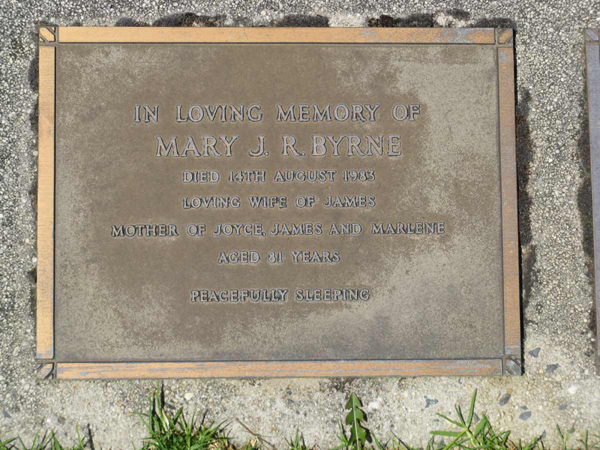 IN LOVING MEMORY OF
MARY J. R. BYRNE
DIED 14TH AUGUST 1983
LOVING WIFE OF JAMES
MOTHER OF JOYCE, JAMES AND MARLENE
AGED YEARS
PEACEFULLY SLEEPING